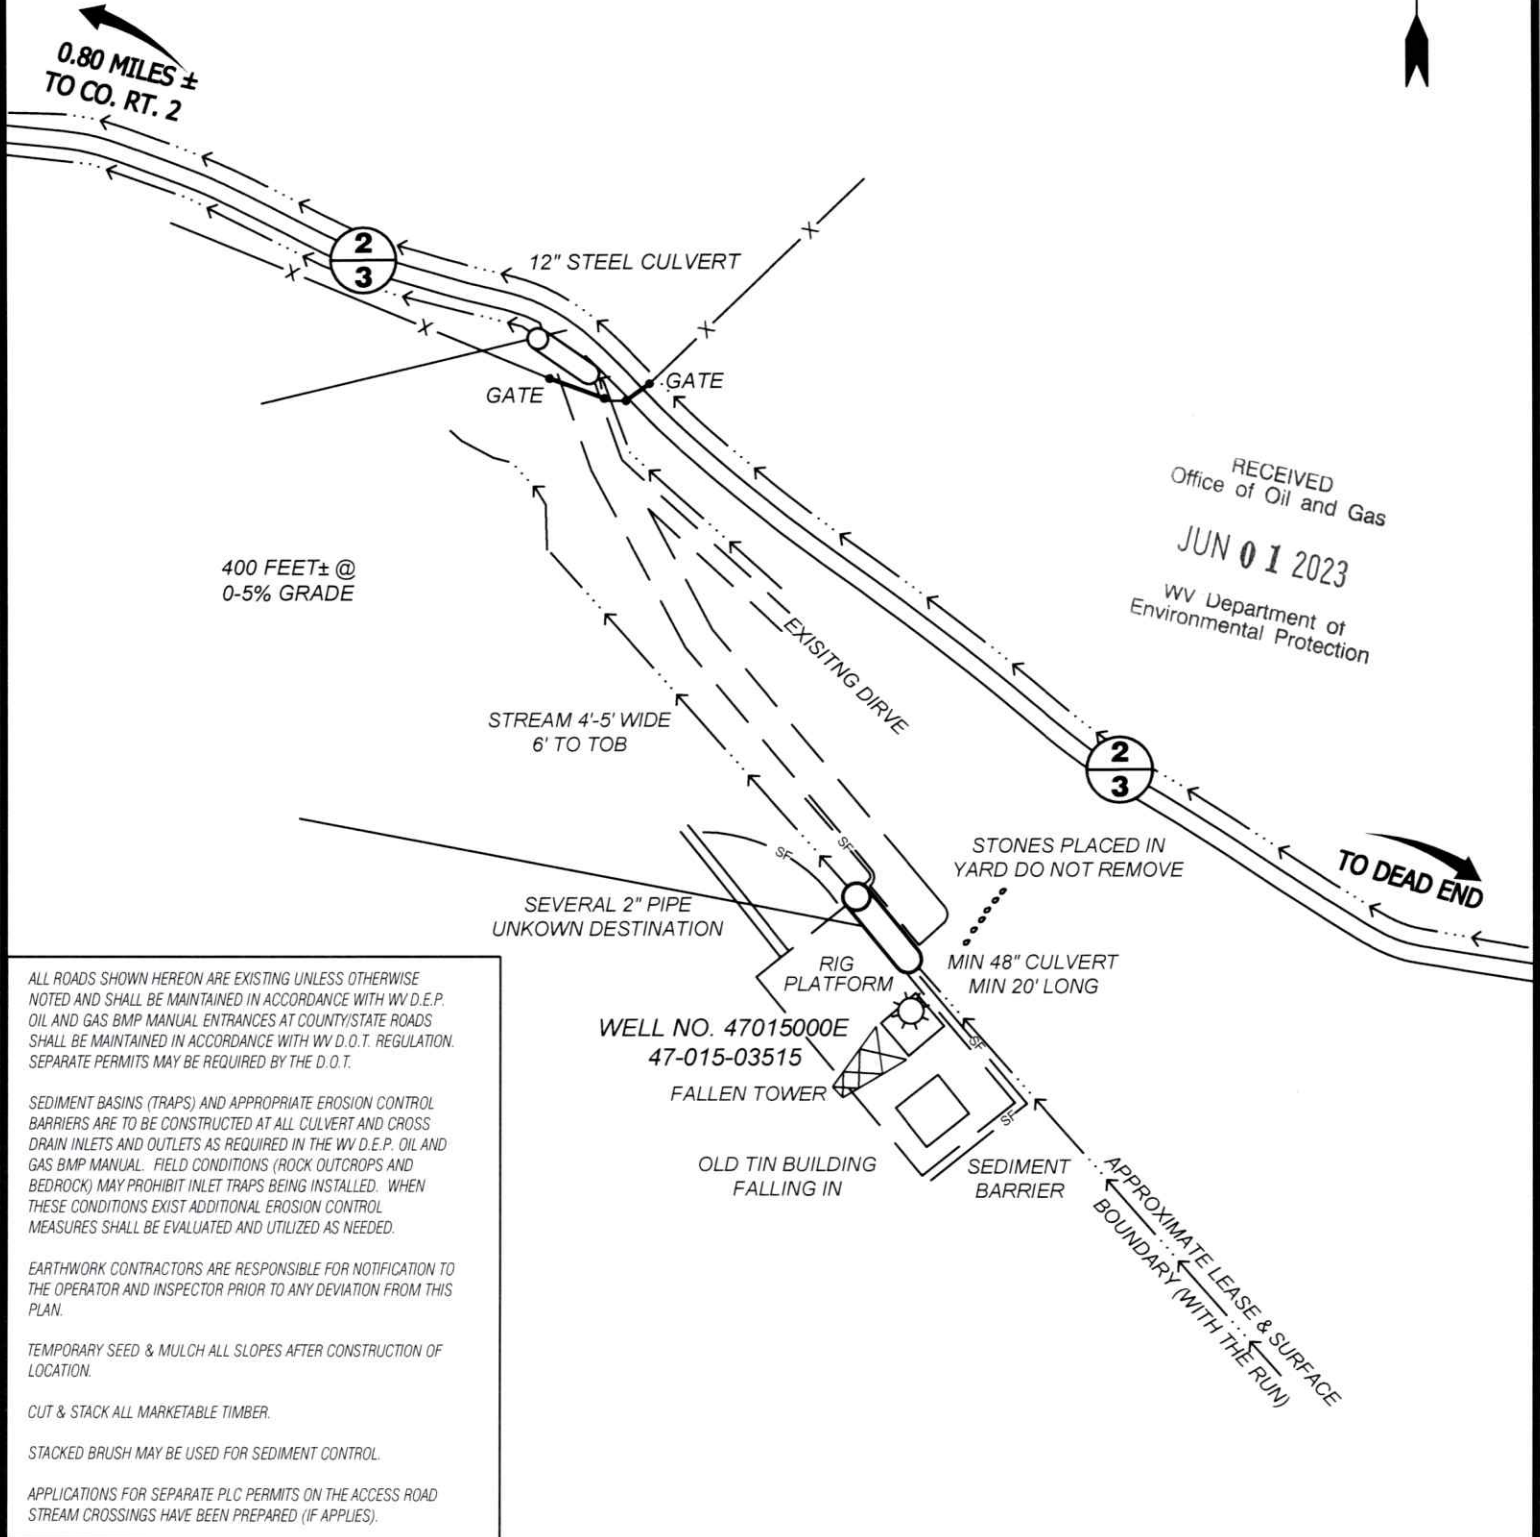 0.80 MILES ±
TO CO. RT. 2
2
3
12" STEEL CULVERT
X
X
X
X
GATE
GATE
RECEIVED
Office of Oil and Gas
JUN 01 2023
WV Department of
Environmental Protection
400 FEET± @
0-5% GRADE
EXISITNG DIRVE
STREAM 4'-5' WIDE
6' TO TOB
2
3
TO DEAD END
SF
SF
STONES PLACED IN
YARD DO NOT REMOVE
SEVERAL 2" PIPE
UNKOWN DESTINATION
RIG
PLATFORM
MIN 48" CULVERT
MIN 20' LONG
WELL NO. 47015000E
47-015-03515
SF
FALLEN TOWER
SF
OLD TIN BUILDING
FALLING IN
SEDIMENT
BARRIER
APPROXIMATE LEASE & SURFACE
BOUNDARY (WITH THE RUN)
ALL ROADS SHOWN HEREON ARE EXISTING UNLESS OTHERWISE
NOTED AND SHALL BE MAINTAINED IN ACCORDANCE WITH WV D.E.P.
OIL AND GAS BMP MANUAL ENTRANCES AT COUNTY/STATE ROADS
SHALL BE MAINTAINED IN ACCORDANCE WITH WV D.O.T. REGULATION.
SEPARATE PERMITS MAY BE REQUIRED BY THE D.O.T.
SEDIMENT BASINS (TRAPS) AND APPROPRIATE EROSION CONTROL
BARRIERS ARE TO BE CONSTRUCTED AT ALL CULVERT AND CROSS
DRAIN INLETS AND OUTLETS AS REQUIRED IN THE WV D.E.P. OIL AND
GAS BMP MANUAL. FIELD CONDITIONS (ROCK OUTCROPS AND
BEDROCK) MAY PROHIBIT INLET TRAPS BEING INSTALLED. WHEN
THESE CONDITIONS EXIST ADDITIONAL EROSION CONTROL
MEASURES SHALL BE EVALUATED AND UTILIZED AS NEEDED.
EARTHWORK CONTRACTORS ARE RESPONSIBLE FOR NOTIFICATION TO
THE OPERATOR AND INSPECTOR PRIOR TO ANY DEVIATION FROM THIS
PLAN.
TEMPORARY SEED & MULCH ALL SLOPES AFTER CONSTRUCTION OF
LOCATION.
CUT & STACK ALL MARKETABLE TIMBER.
STACKED BRUSH MAY BE USED FOR SEDIMENT CONTROL.
APPLICATIONS FOR SEPARATE PLC PERMITS ON THE ACCESS ROAD
STREAM CROSSINGS HAVE BEEN PREPARED (IF APPLIES).